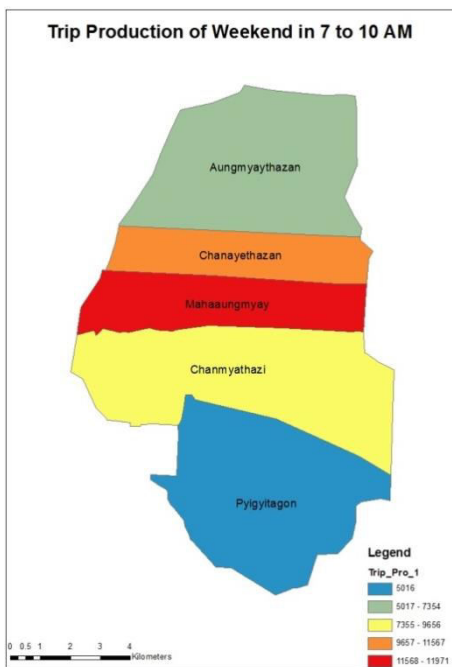 Trip Production of Weekend in 7 to 10 AM
Aungmyaythazan
Chanayethazan
Mahaaungmyay
Chanmyathazi
Pyigyitagon
Legend
Trip_Pro_1
5016
5017 - 7354
7355 - 9656
9657 - 11567
11568 - 11971
0 0.5 1 2 3 4
Kilometers